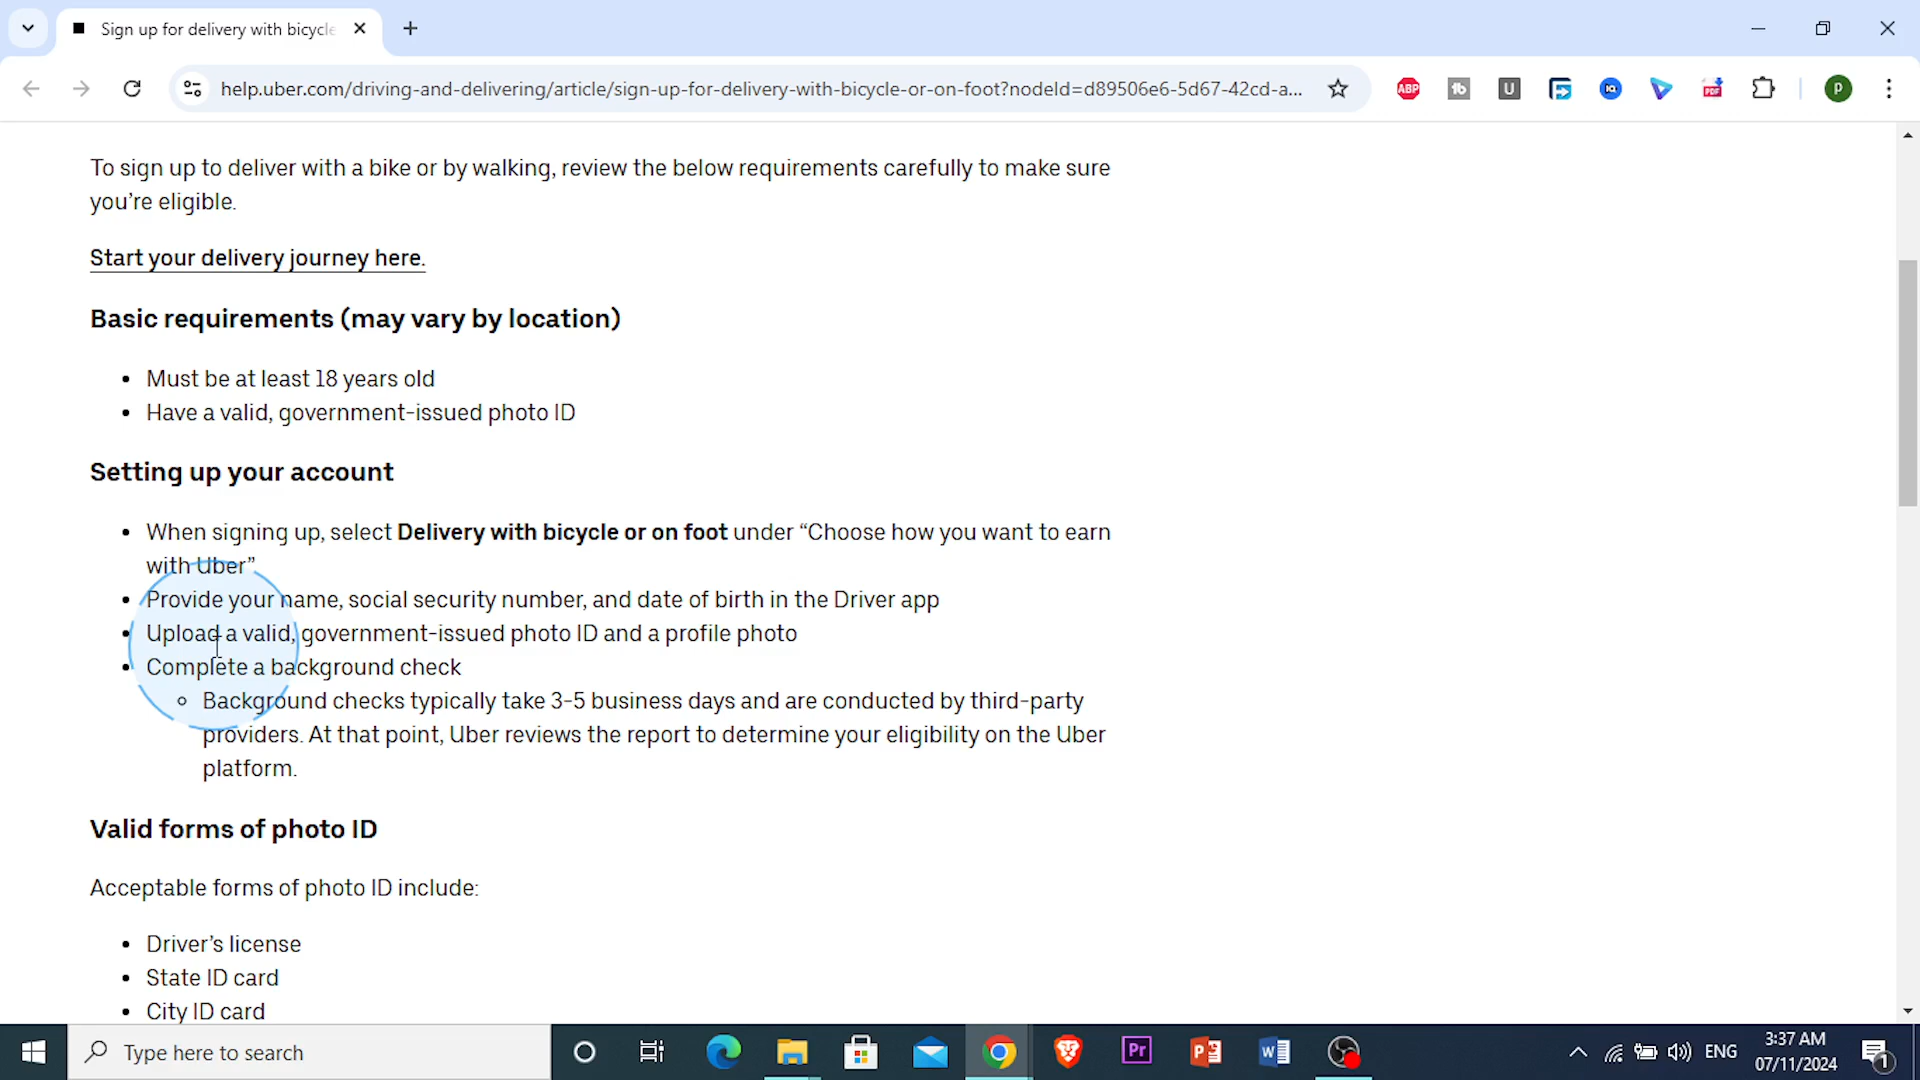 Sign up for delivery with bicycle
help.uber.com/driving-and-delivering/article/sign-up-for-delivery-with-bicycle-or-on-foot?nodeId=d89506e6-5d67-42cd-a...
ABP
U
IQ
PDF
P
To sign up to deliver with a bike or by walking, review the below requirements carefully to make sure
you’re eligible.
Start your delivery journey here.
Basic requirements (may vary by location)
• Must be at least 18 years old
• Have a valid, government-issued photo ID
Setting up your account
• When signing up, select Delivery with bicycle or on foot under “Choose how you want to earn
with Uber”
• Provide your name, social security number, and date of birth in the Driver app
• Upload a valid, government-issued photo ID and a profile photo
• Complete a background check
◦ Background checks typically take 3-5 business days and are conducted by third-party
providers. At that point, Uber reviews the report to determine your eligibility on the Uber
platform.
Valid forms of photo ID
Acceptable forms of photo ID include:
• Driver’s license
• State ID card
• City ID card
Type here to search
Pr
P
W
ENG
3:37 AM
07/11/2024
1